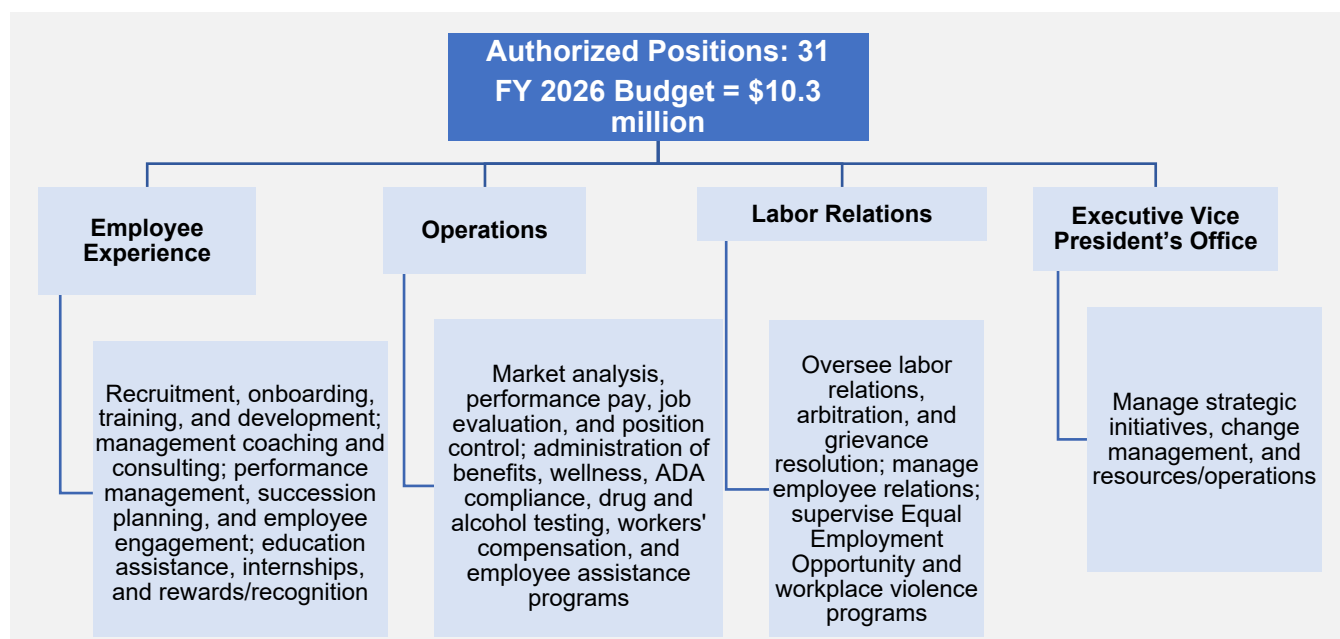 Authorized Positions: 31
FY 2026 Budget = $10.3
million
Employee
Experience
Operations
Labor Relations
Executive Vice
President’s Office
Recruitment, onboarding,
training, and development;
management coaching and
consulting; performance
management, succession
planning, and employee
engagement; education
assistance, internships,
and rewards/recognition
Market analysis,
performance pay, job
evaluation, and position
control; administration of
benefits, wellness, ADA
compliance, drug and
alcohol testing, workers'
compensation, and
employee assistance
programs
Oversee labor
relations,
arbitration, and
grievance
resolution; manage
employee relations;
supervise Equal
Employment
Opportunity and
workplace violence
programs
Manage strategic
initiatives, change
management, and
resources/operations